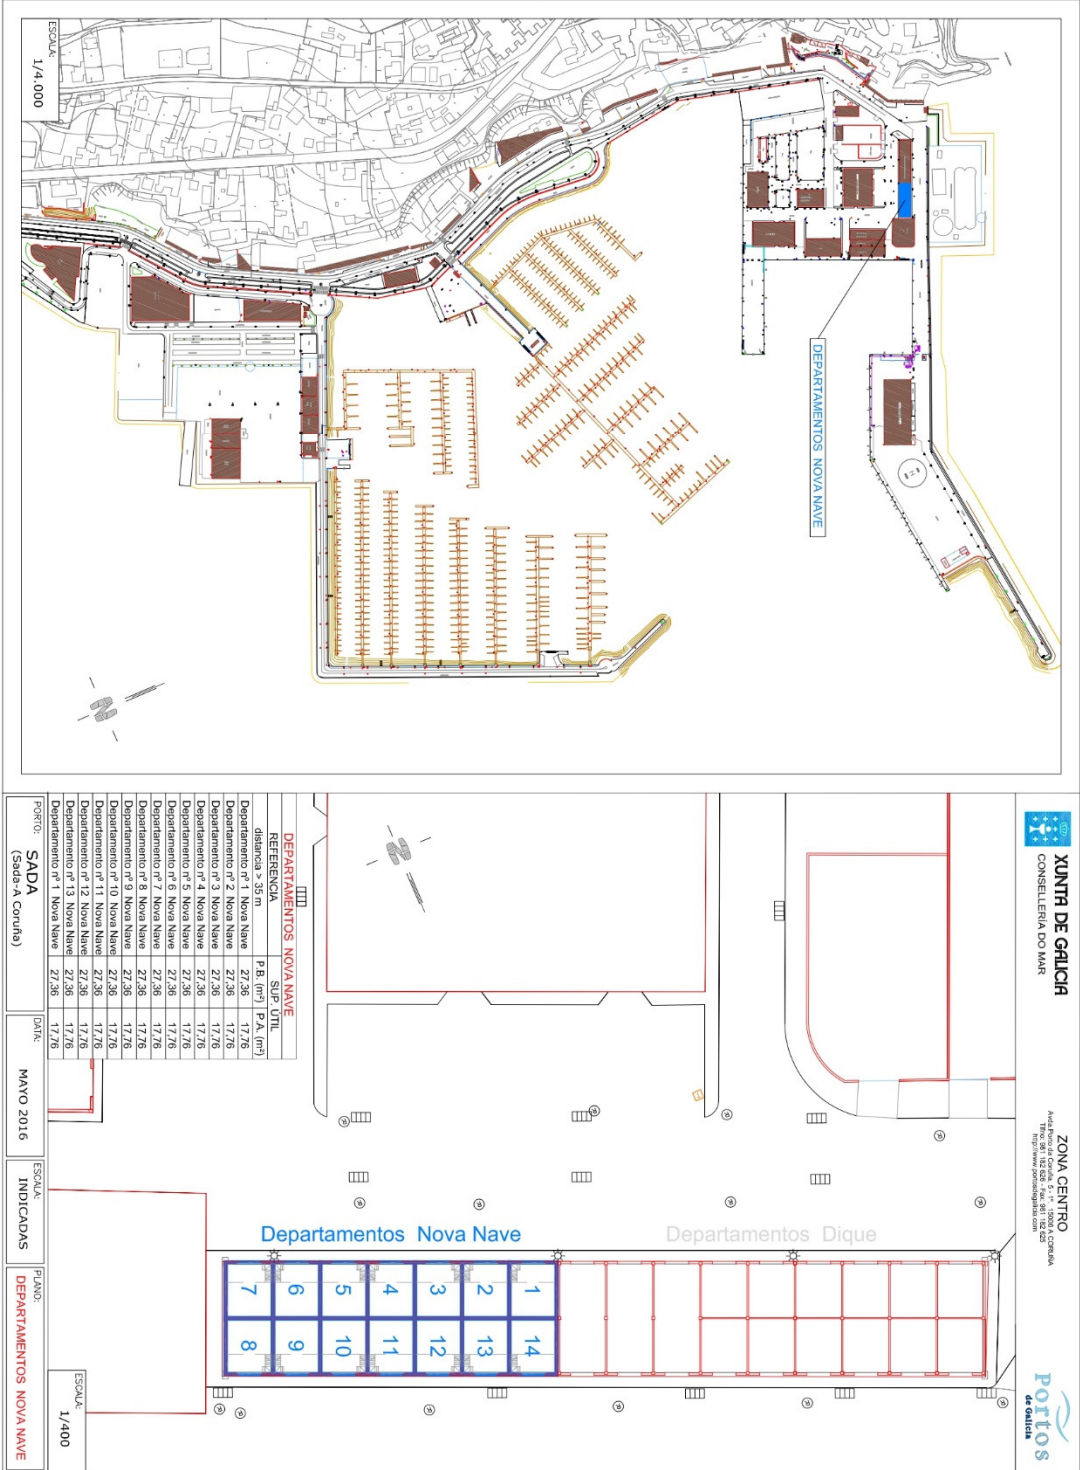 ESCALA:
1/4.000
DEPARTAMENTOS NOVA NAVE
XUNTA DE GALICIA
CONSELLERÍA DO MAR
ZONA CENTRO
Portos
de Galicia
Departamentos Nova Nave
Departamentos Dique
7 6 5 4 3 2 1
8 9 10 11 12 13 14
DEPARTAMENTOS NOVA NAVE
REFERENCIA SUP. ÚTIL
distancia > 35 m P.B. (m²) P.A. (m²)
Departamento nº 1 Nova Nave 27,36 17,76
Departamento nº 2 Nova Nave 27,36 17,76
Departamento nº 3 Nova Nave 27,36 17,76
Departamento nº 4 Nova Nave 27,36 17,76
Departamento nº 5 Nova Nave 27,36 17,76
Departamento nº 6 Nova Nave 27,36 17,76
Departamento nº 7 Nova Nave 27,36 17,76
Departamento nº 8 Nova Nave 27,36 17,76
Departamento nº 9 Nova Nave 27,36 17,76
Departamento nº 10 Nova Nave 27,36 17,76
Departamento nº 11 Nova Nave 27,36 17,76
Departamento nº 12 Nova Nave 27,36 17,76
Departamento nº 13 Nova Nave 27,36 17,76
Departamento nº 1 Nova Nave 27,36 17,76
PORTO:
SADA
(Sada-A Coruña)
DATA:
MAYO 2016
ESCALA:
INDICADAS
PLANO:
DEPARTAMENTOS NOVA NAVE
ESCALA:
1/400